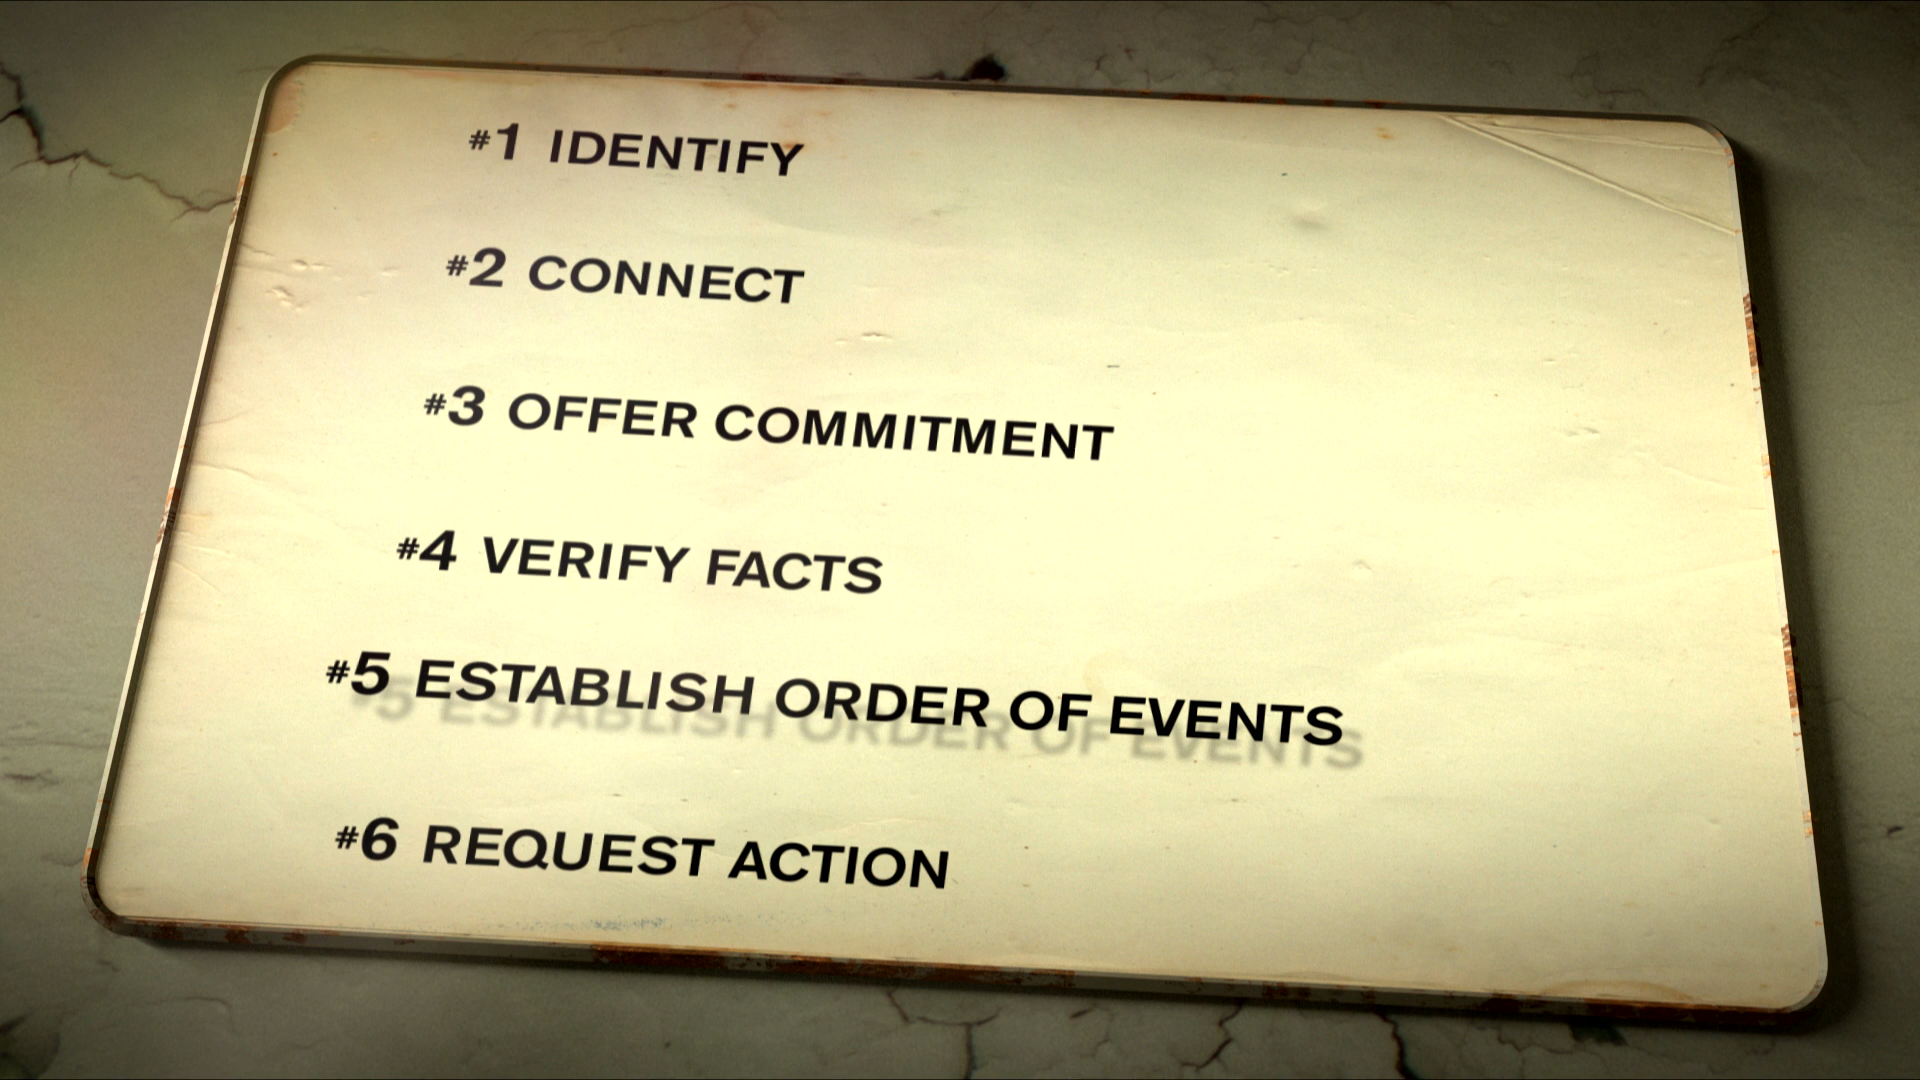 #1 IDENTIFY
#2 CONNECT
#3 OFFER COMMITMENT
#4 VERIFY FACTS
#5 ESTABLISH ORDER OF EVENTS
#6 REQUEST ACTION